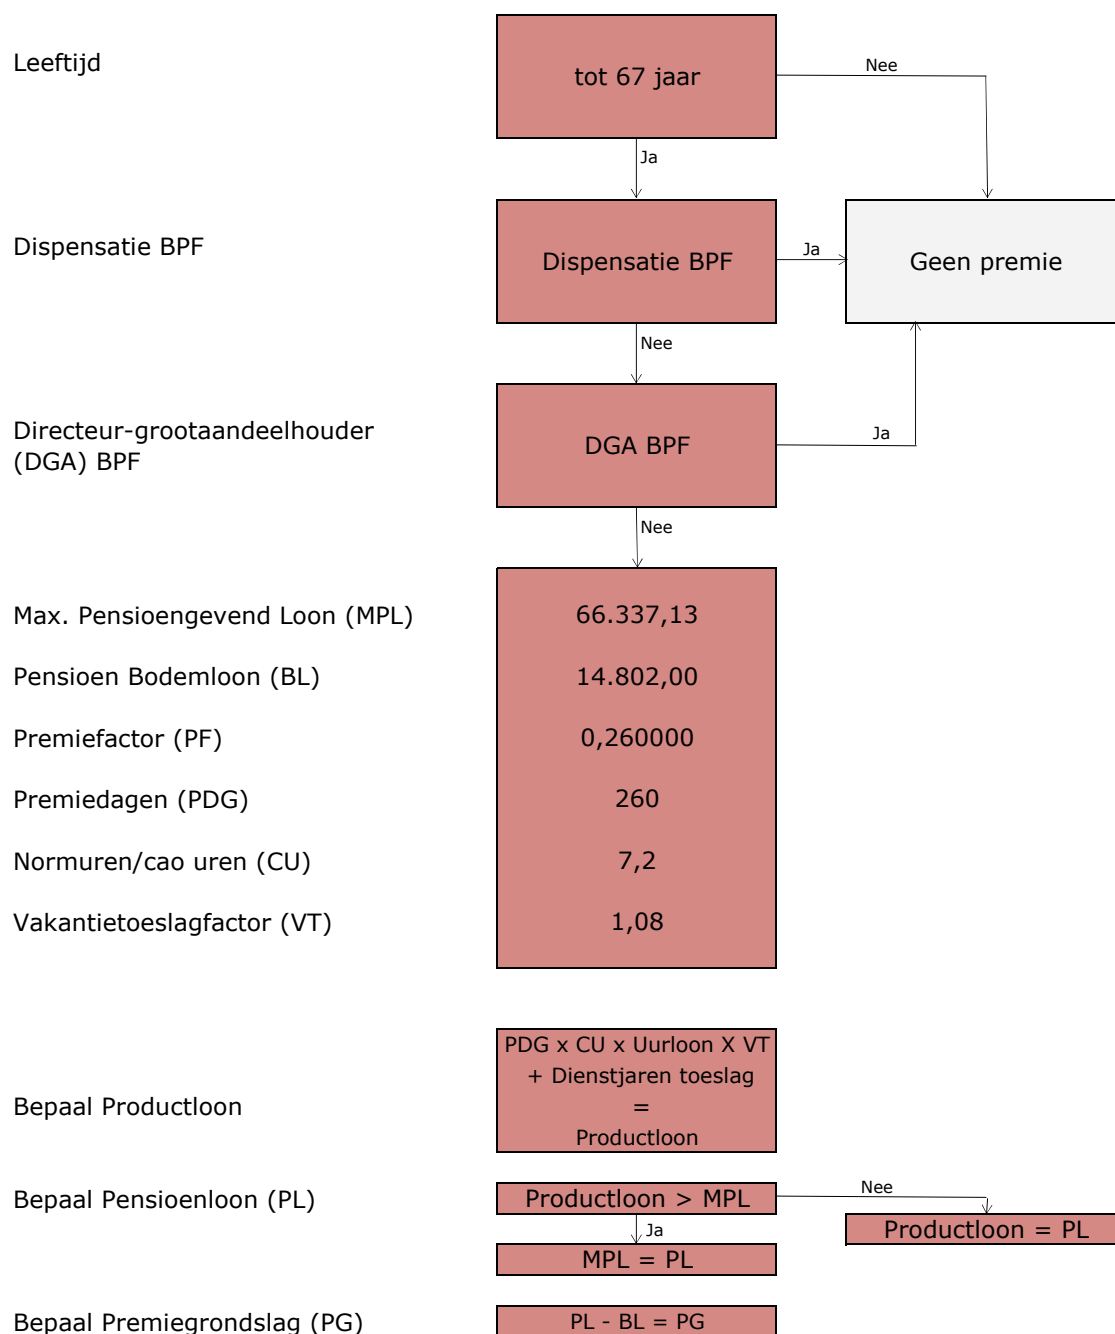 Leeftijd
tot 67 jaar
Nee
Ja
Dispensatie BPF
Dispensatie BPF
Ja
Geen premie
Nee
Directeur-grootaandeelhouder
(DGA) BPF
DGA BPF
Ja
Nee
Max. Pensioengevend Loon (MPL)
66.337,13
Pensioen Bodemloon (BL)
14.802,00
Premiefactor (PF)
0,260000
Premiedagen (PDG)
260
Normuren/cao uren (CU)
7,2
Vakantietoeslagfactor (VT)
1,08
Bepaal Productloon
PDG x CU x Uurloon X VT
+ Dienstjaren toeslag
=
Productloon
Bepaal Pensioenloon (PL)
Productloon > MPL
Nee
Productloon = PL
Ja
MPL = PL
Bepaal Premiegrondslag (PG)
PL - BL = PG